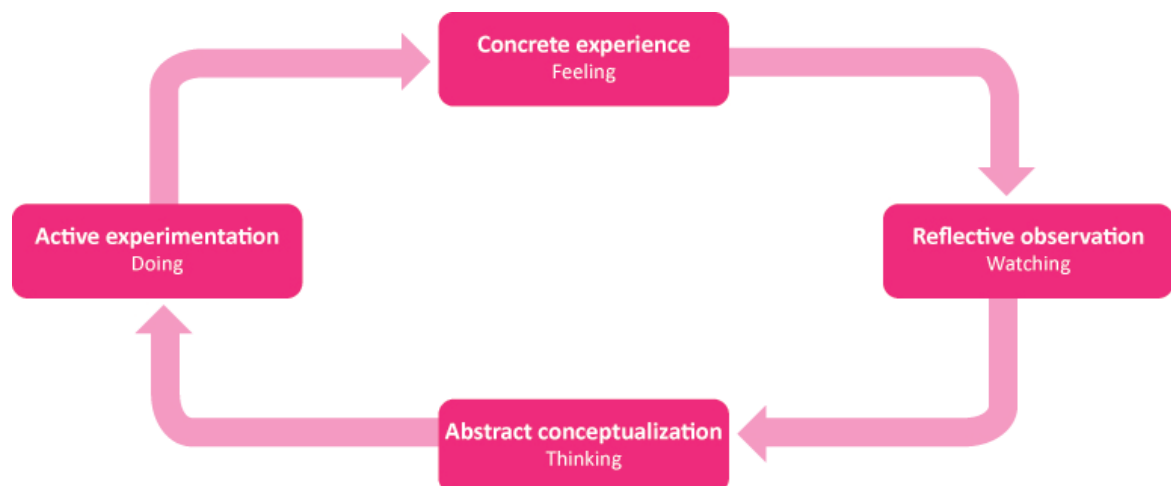 Concrete experience
Feeling
Active experimentation
Doing
Reflective observation
Watching
Abstract conceptualization
Thinking